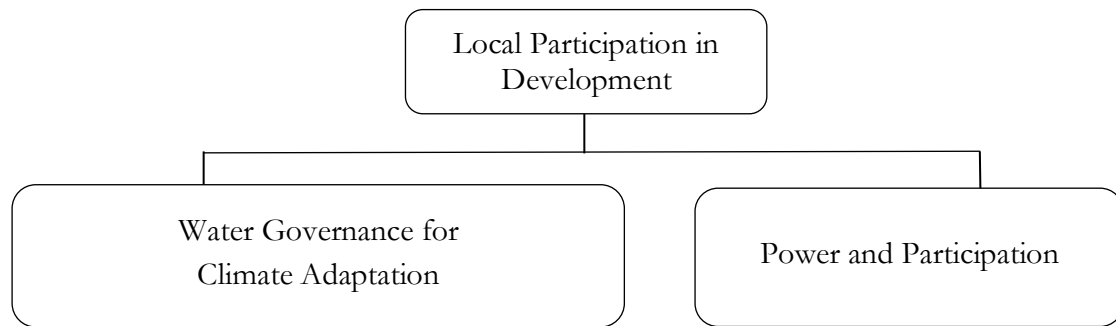 Local Participation in
Development
Water Governance for
Climate Adaptation
Power and Participation